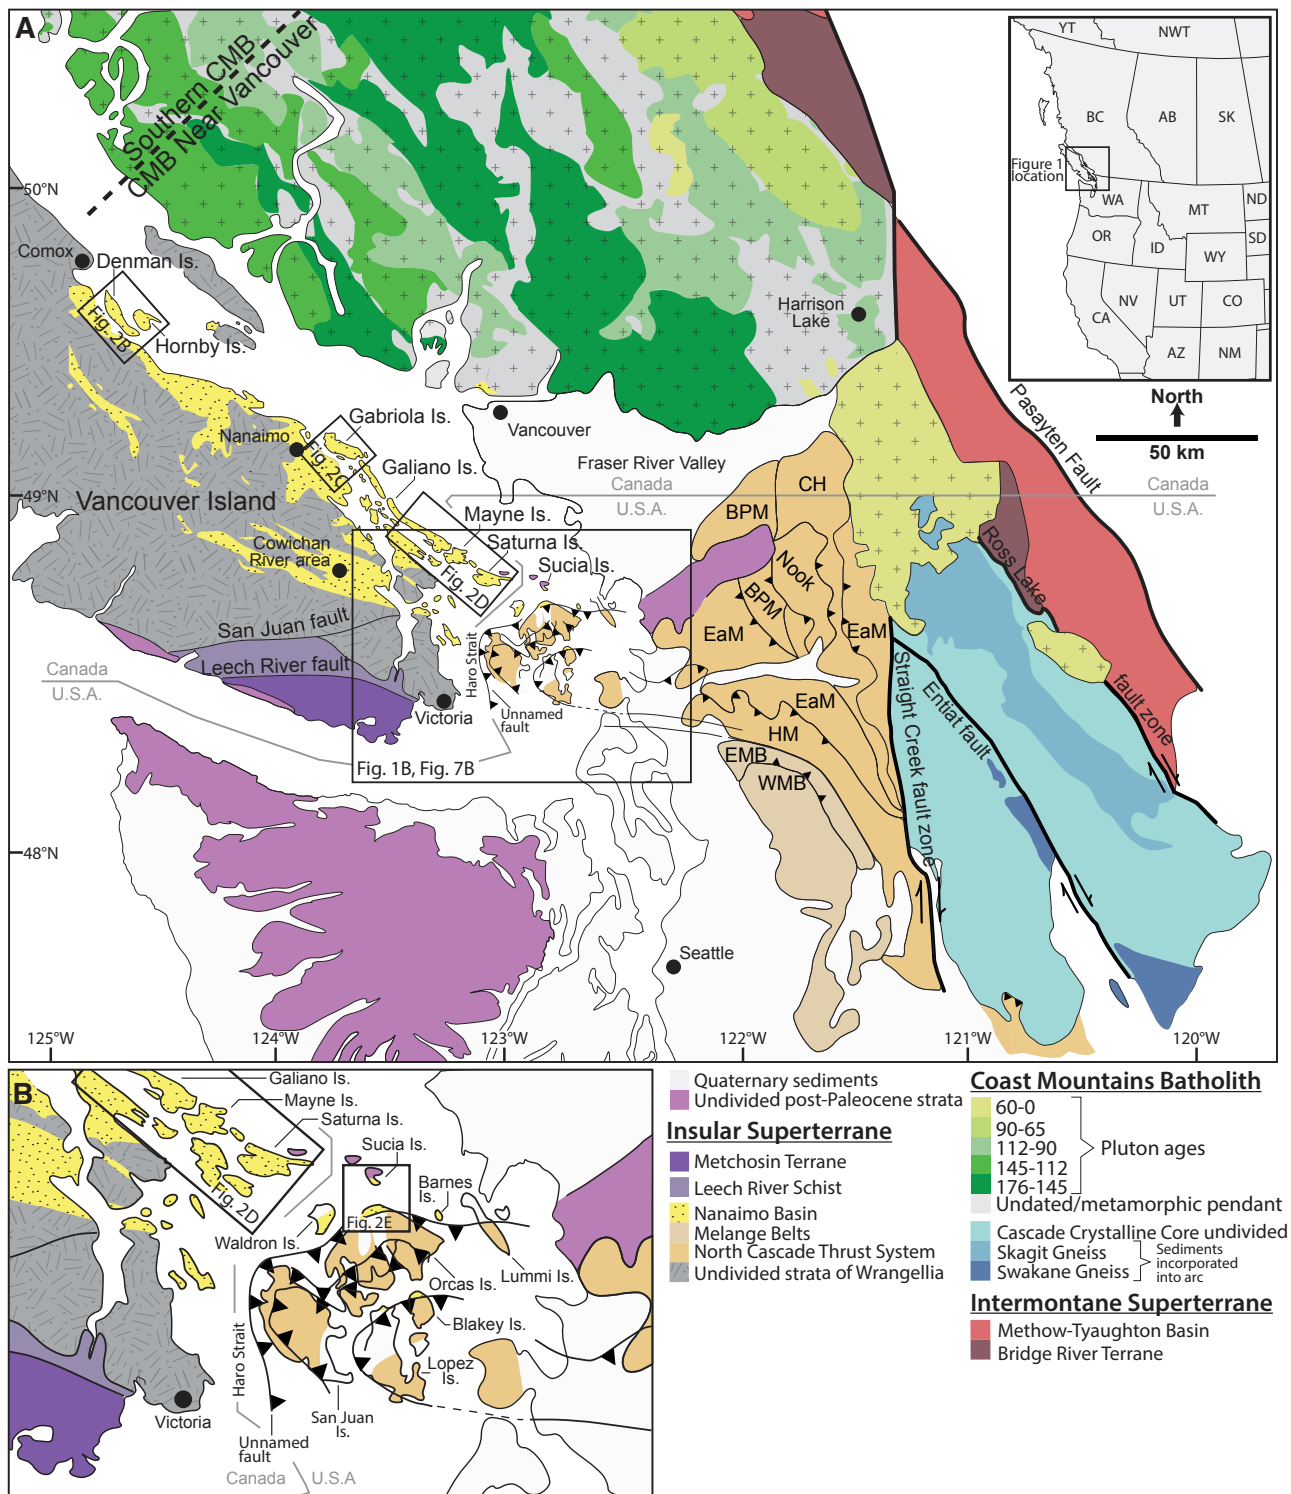 A
Southern CMB
CMB Near Vancouver
YT
NWT
BC
AB
SK
Figure 1
location
WA
MT
ND
OR
ID
SD
WY
NV
UT
CO
CA
AZ
NM
North
50 km
50°N
Comox
Denman Is.
Fig. 2B
Hornby Is.
Harrison
Lake
Gabriola Is.
Nanaimo
Fig. 2C
Vancouver
Galiano Is.
Fraser River Valley
Pasayten Fault
49°N
Vancouver Island
Canada
U.S.A.
Canada
U.S.A.
CH
BPM
Mayne Is.
Saturna Is.
Sucia Is.
Fig. 2D
Cowichan
River area
Nook
BPM
Ross Lake
fault zone
San Juan fault
EaM
EaM
Leech River fault
Haro Strait
Canada
U.S.A.
Straight Creek fault zone
Entiat fault
Victoria
Unnamed
fault
EaM
HM
EMB
WMB
Fig. 1B, Fig. 7B
48°N
Seattle
125°W
124°W
123°W
122°W
121°W
120°W
B
Galiano Is.
Mayne Is.
Saturna Is.
Sucia Is.
Fig. 2D
Barnes
Is.
Fig. 2E
Waldron Is.
Orcas Is.
Lummi Is.
Blakey Is.
Haro Strait
Lopez
Is.
San Juan
Is.
Victoria
Unnamed
fault
Canada
U.S.A
Quaternary sediments
Undivided post-Paleocene strata
Insular Superterrane
Metchosin Terrane
Leech River Schist
Nanaimo Basin
Melange Belts
North Cascade Thrust System
Undivided strata of Wrangellia
Coast Mountains Batholith
60-0
90-65
112-90
145-112
176-145
Pluton ages
Undated/metamorphic pendant
Cascade Crystalline Core undivided
Skagit Gneiss
Swakane Gneiss
Sediments
incorporated
into arc
Intermontane Superterrane
Methow-Tyaughton Basin
Bridge River Terrane